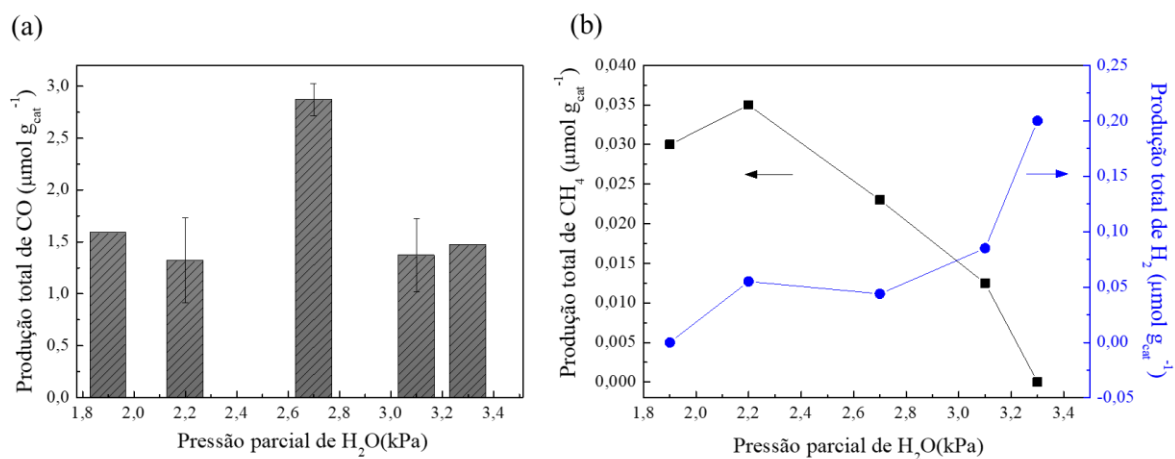 (a)
Produção total de CO (μmol g_cat^-1)
3,0
2,5
2,0
1,5
1,0
0,5
0,0
1,8 2,0 2,2 2,4 2,6 2,8 3,0 3,2 3,4
Pressão parcial de H₂O(kPa)
(b)
Produção total de CH₄ (μmol g_cat^-1)
0,040
0,035
0,030
0,025
0,020
0,015
0,010
0,005
0,000
1,8 2,0 2,2 2,4 2,6 2,8 3,0 3,2 3,4
Pressão parcial de H₂O(kPa)
0,25
0,20
0,15
0,10
0,05
0,00
-0,05
Produção total de H₂ (μmol g_cat^-1)